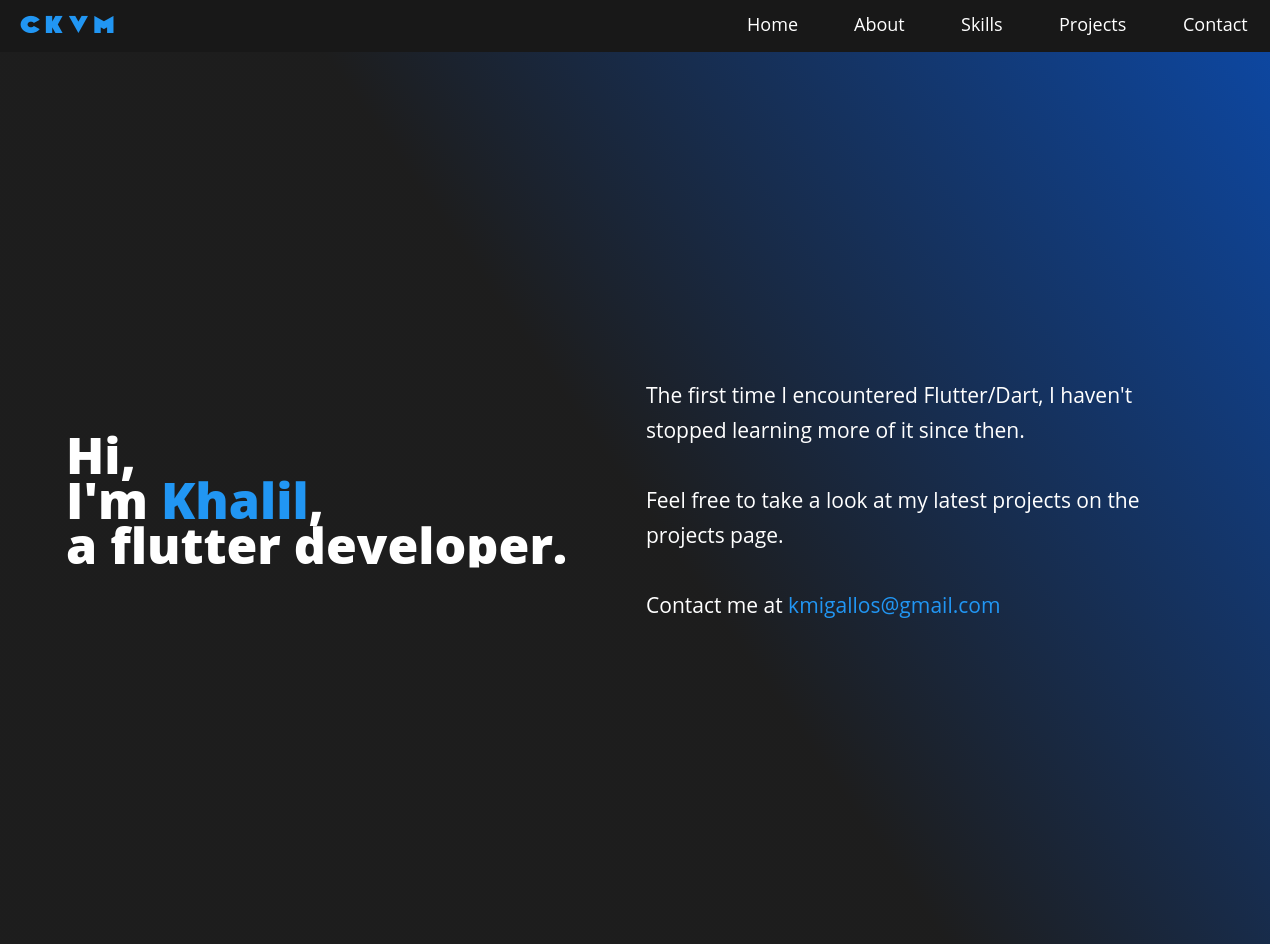 CKVM
Home About Skills Projects Contact
Hi,
I'm Khalil,
a flutter developer.
The first time I encountered Flutter/Dart, I haven't
stopped learning more of it since then.
Feel free to take a look at my latest projects on the
projects page.
Contact me at kmigallos@gmail.com